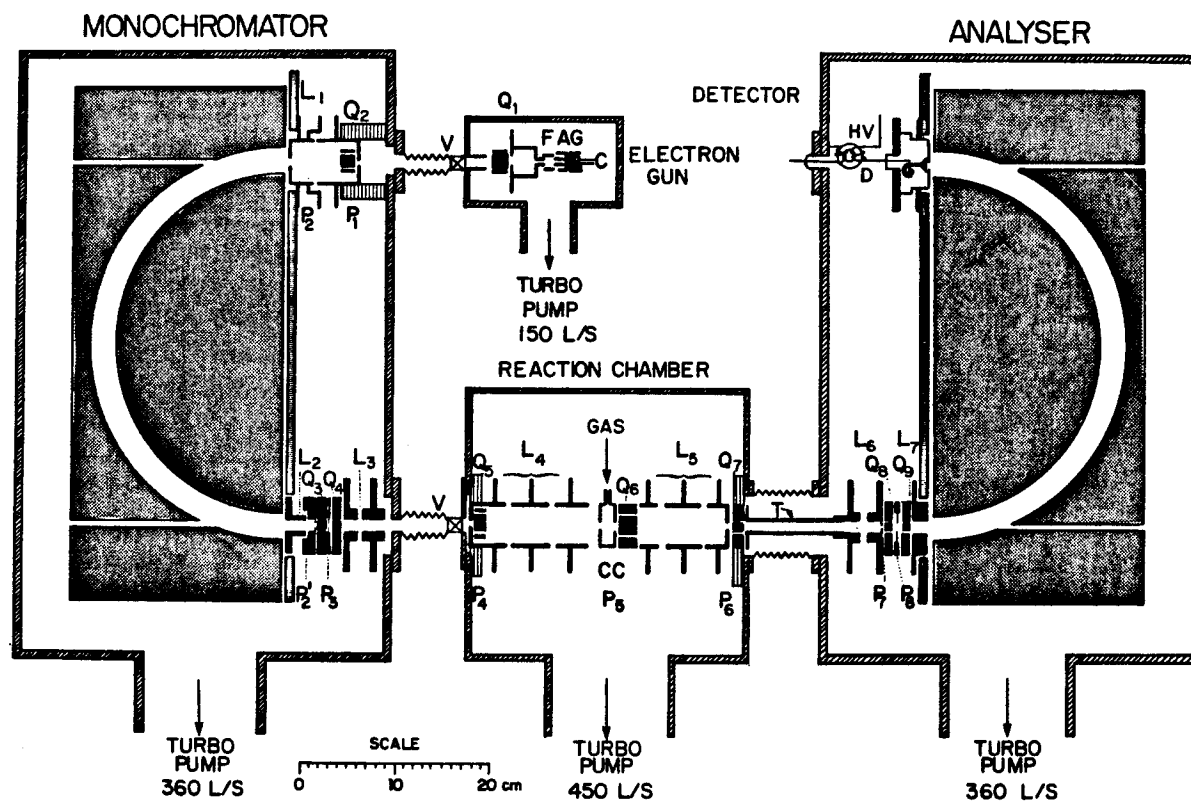 MONOCHROMATOR
ANALYSER
L1
Q2
V
Q1
FAG
C
ELECTRON
GUN
DETECTOR
HV
D
P2
P1
TURBO
PUMP
150 L/S
REACTION CHAMBER
GAS
L2
Q3
Q4
L3
V
Q5
L4
Q6
L5
Q7
T
L6
Q8
Q9
L7
P2'
P3
P4
CC
P5
P6
P7
P8
TURBO
PUMP
360 L/S
SCALE
0 10 20 cm
TURBO
PUMP
450 L/S
TURBO
PUMP
360 L/S